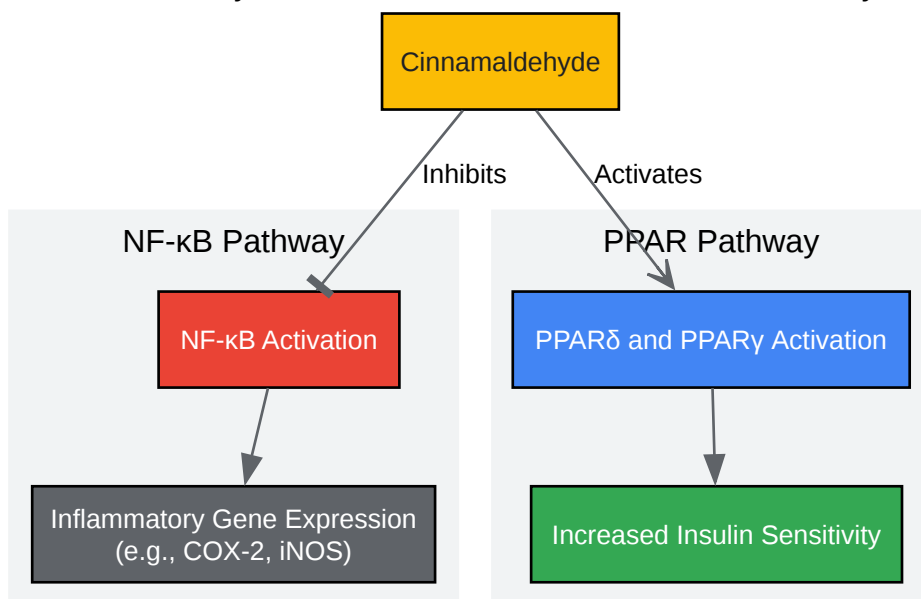 Cinnamaldehyde
Inhibits
Activates
NF-κB Pathway
PPAR Pathway
NF-κB Activation
PPARδ and PPARγ Activation
Inflammatory Gene Expression
(e.g., COX-2, iNOS)
Increased Insulin Sensitivity